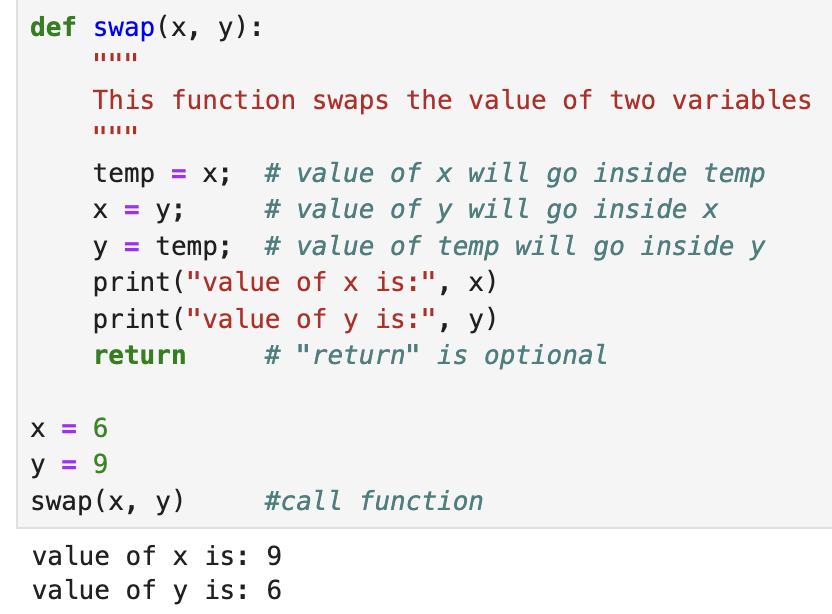 def swap(x, y):
    """
    This function swaps the value of two variables
    """
    temp = x;  # value of x will go inside temp
    x = y;     # value of y will go inside x
    y = temp;  # value of temp will go inside y
    print("value of x is:", x)
    print("value of y is:", y)
    return     # "return" is optional

x = 6
y = 9
swap(x, y)     #call function
value of x is: 9
value of y is: 6